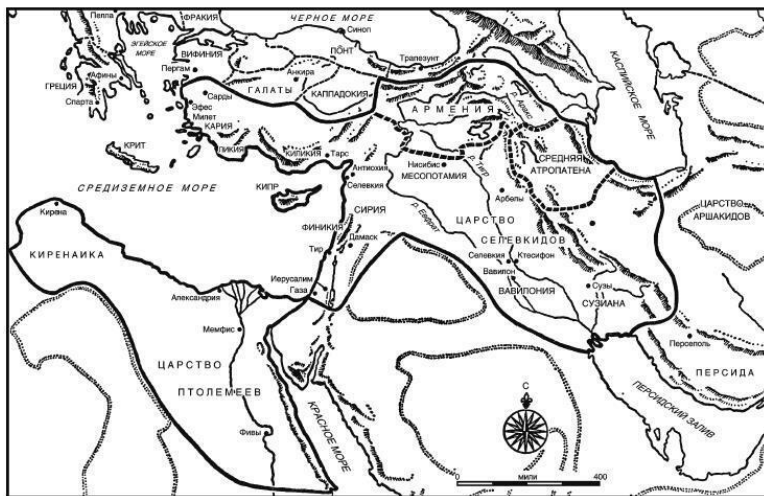 Пелла
ФРАКИЯ
ЧЕРНОЕ МОРЕ
Синоп
ЭГЕЙСКОЕ
МОРЕ
ВИФИНИЯ
ПОНТ
Трапезунт
КАСПИЙСКОЕ МОРЕ
Пергам
Анкира
ГРЕЦИЯ
Афины
Сарды
ГАЛАТЫ
КАППАДОКИЯ
АРМЕНИЯ
р. Аракс
Спарта
Эфес
Милет
КАРИЯ
ЛИКИЯ
КИЛИКИЯ
Тарс
Нисибис
МЕСОПОТАМИЯ
р. Тигр
СРЕДНЯЯ
АТРОПАТЕНА
КРИТ
Антиохия
Селевкия
СРЕДИЗЕМНОЕ МОРЕ
КИПР
Арбелы
ЦАРСТВО
АРШАКИДОВ
Кирена
СИРИЯ
р. Евфрат
ЦАРСТВО
СЕЛЕВКИДОВ
ФИНИКИЯ
Дамаск
КИРЕНАИКА
Тир
Селевкия
Ктесифон
Вавилон
Иерусалим
Газа
ВАВИЛОНИЯ
Сузы
СУЗИАНА
Александрия
Мемфис
Персеполь
ЦАРСТВО
ПТОЛЕМЕЕВ
ПЕРСИДА
КРАСНОЕ МОРЕ
С
ПЕРСИДСКИЙ ЗАЛИВ
Фивы
0 МИЛИ 400